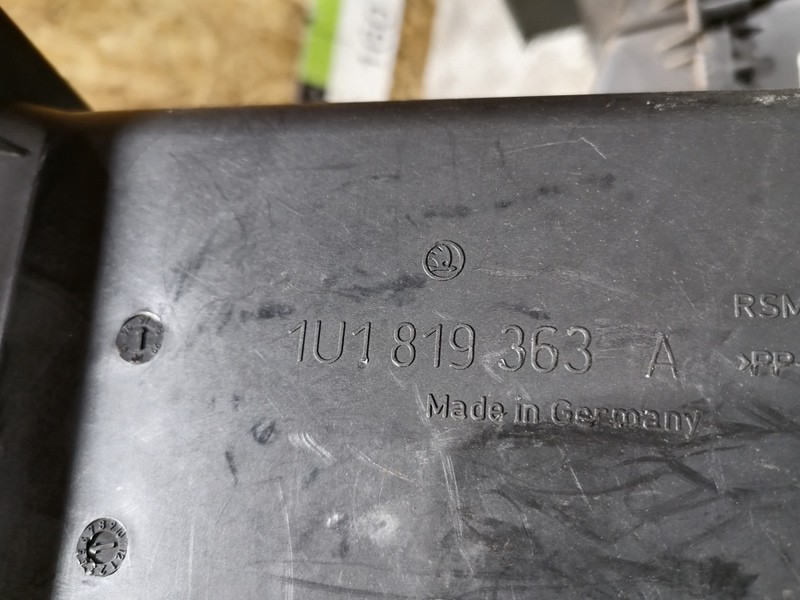 1U1 819 363 A
RSM
>PP-
Made in Germany